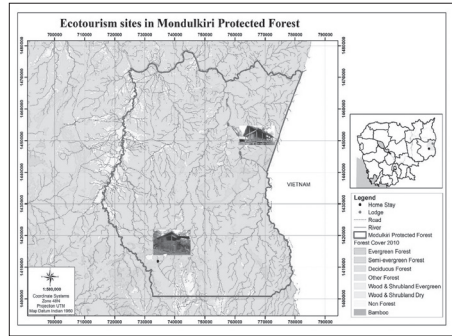 Ecotourism sites in Mondulkiri Protected Forest
700000 710000 720000 730000 740000 750000 760000 770000 780000 790000
VIETNAM
Legend
Home Stay
Lodge
Road
River
Modulkiri Protected Forest
Forest Cover 2010
Evergreen Forest
Semi-evergreen Forest
Deciduous Forest
Other Forest
Wood & Shrubland Evergreen
Wood & Shrubland Dry
Non Forest
Bamboo
1:580,000
Coordinate Systems
Zone 48N
Projection UTM
Map Datum Indian 1960
700000 710000 720000 730000 740000 750000 760000 770000 780000 790000